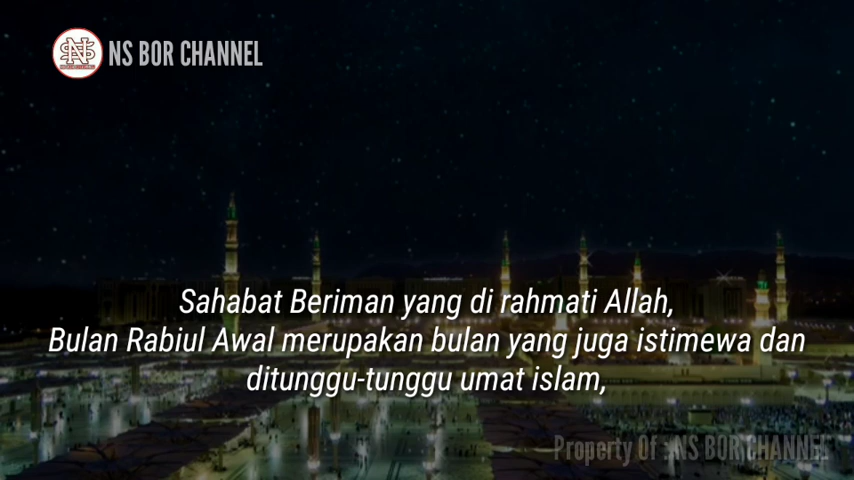 NS BOR CHANNEL
Sahabat Beriman yang di rahmati Allah,
Bulan Rabiul Awal merupakan bulan yang juga istimewa dan
ditunggu-tunggu umat islam,
Property Of : NS BOR CHANNEL